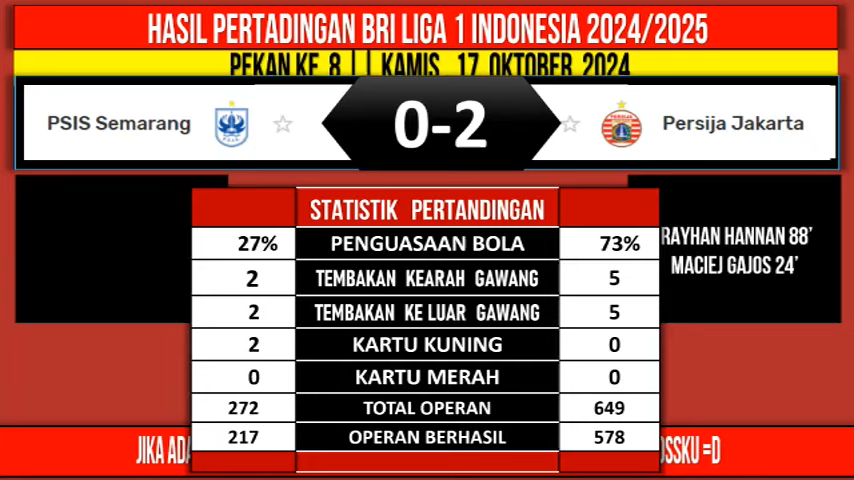 HASIL PERTADINGAN BRI LIGA 1 INDONESIA 2024/2025
PEKAN KE 8 || KAMIS, 17 OKTOBER 2024
PSIS Semarang 0-2 Persija Jakarta
STATISTIK PERTANDINGAN
27% PENGUASAAN BOLA 73%
RAYHAN HANNAN 88’
2 TEMBAKAN KEARAH GAWANG 5
MACIEJ GAJOS 24’
2 TEMBAKAN KE LUAR GAWANG 5
2 KARTU KUNING 0
0 KARTU MERAH 0
272 TOTAL OPERAN 649
217 OPERAN BERHASIL 578
JIKA ADA
OSSKU =D